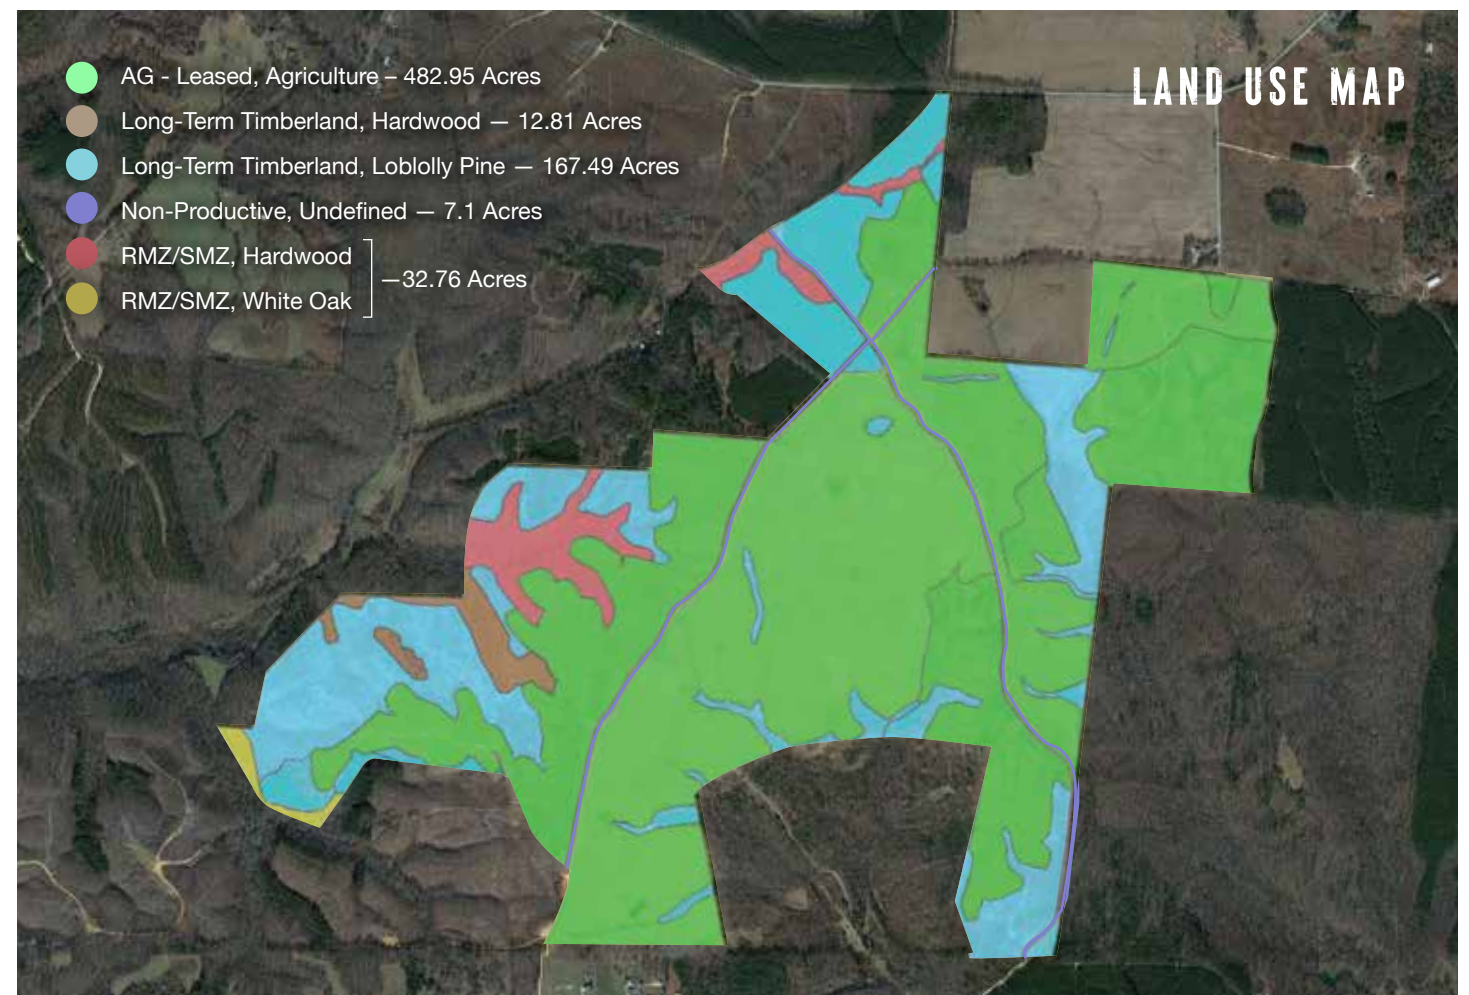 LAND USE MAP
AG - Leased, Agriculture – 482.95 Acres
Long-Term Timberland, Hardwood — 12.81 Acres
Long-Term Timberland, Loblolly Pine — 167.49 Acres
Non-Productive, Undefined — 7.1 Acres
RMZ/SMZ, Hardwood
—32.76 Acres
RMZ/SMZ, White Oak